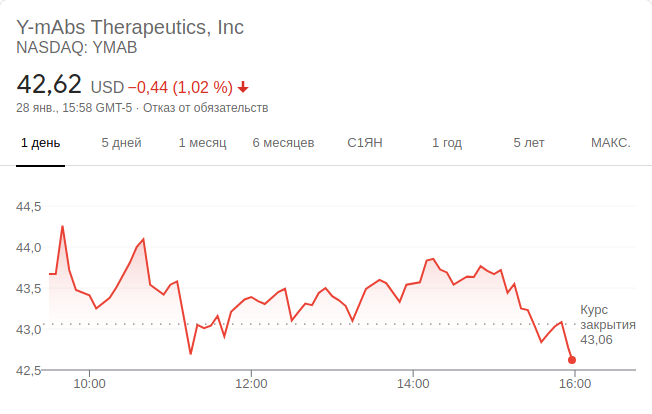 Y-mAbs Therapeutics, Inc
NASDAQ: YMAB
42,62 USD −0,44 (1,02 %)
28 янв., 15:58 GMT-5 · Отказ от обязательств
1 день 5 дней 1 месяц 6 месяцев С1ЯН 1 год 5 лет МАКС.
44,5
44,0
43,5
43,0
42,5
Курс
закрытия
43,06
10:00 12:00 14:00 16:00